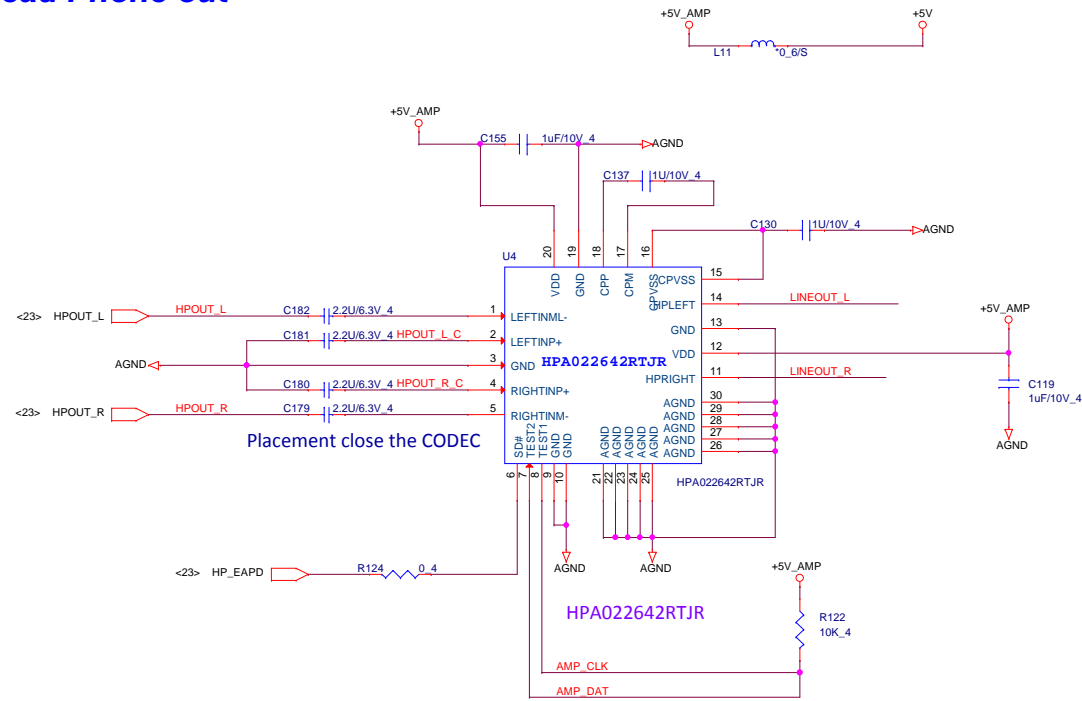 +5V_AMP
+5V
L11
*0_6/S
+5V_AMP
C155
1uF/10V_4
AGND
C137
1U/10V_4
C130
1U/10V_4
AGND
U4
20
19
18
17
16
VDD
GND
CPP
CPM
CPVSS
CPVSS
15
HPLEFT
14
LINEOUT_L
GND
13
VDD
12
HPRIGHT
11
LINEOUT_R
+5V_AMP
C119
1uF/10V_4
AGND
<23>
HPOUT_L
HPOUT_L
C182
2.2U/6.3V_4
1
LEFTINML-
C181
2.2U/6.3V_4
HPOUT_L_C
2
LEFTINP+
AGND
3
GND
HPA022642RTJR
C180
2.2U/6.3V_4
HPOUT_R_C
4
RIGHTINP+
<23>
HPOUT_R
HPOUT_R
C179
2.2U/6.3V_4
5
RIGHTINM-
Placement close the CODEC
AGND
30
AGND
29
AGND
28
AGND
27
AGND
26
SD#
TEST2
TEST1
GND
GND
AGND
AGND
AGND
AGND
AGND
6
7
8
9
10
21
22
23
24
25
HPA022642RTJR
<23>
HP_EAPD
R124
0_4
AGND
AGND
+5V_AMP
HPA022642RTJR
R122
10K_4
AMP_CLK
AMP_DAT